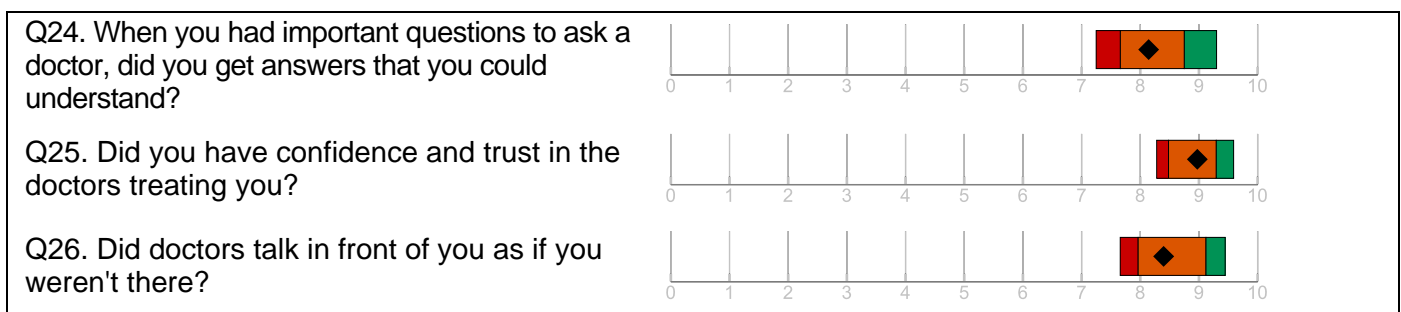 Q24. When you had important questions to ask a
doctor, did you get answers that you could
understand?
0 1 2 3 4 5 6 7 8 9 10
Q25. Did you have confidence and trust in the
doctors treating you?
0 1 2 3 4 5 6 7 8 9 10
Q26. Did doctors talk in front of you as if you
weren't there?
0 1 2 3 4 5 6 7 8 9 10